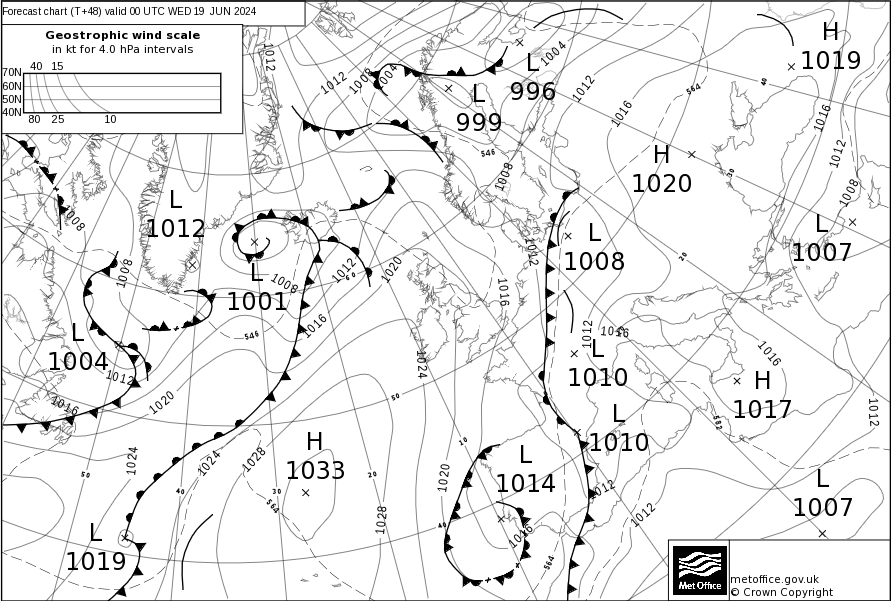 Forecast chart (T+48) valid 00 UTC WED 19 JUN 2024
Geostrophic wind scale
in kt for 4.0 hPa intervals
40 15
70N
60N
50N
40N
80 25 10
1012
1012
1008
1004
L
996
1004
L
999
1012
1016
H
1019
40
564
1016
1012
1008
H
1020
30
546
1008
L
1007
1008
L
1012
L
1008
1012
20
1008
L
1001
1008
1012
60
1020
1016
546
1016
1012
1016
L
1010
L
1004
1012
1016
1020
1024
50
1016
H
1017
582
1012
L
1010
1024
1024
1028
H
1033
20
30
40
50
564
1028
10
1020
40
L
1014
1016
564
1012
1012
L
1007
L
1019
Met Office
metoffice.gov.uk
© Crown Copyright